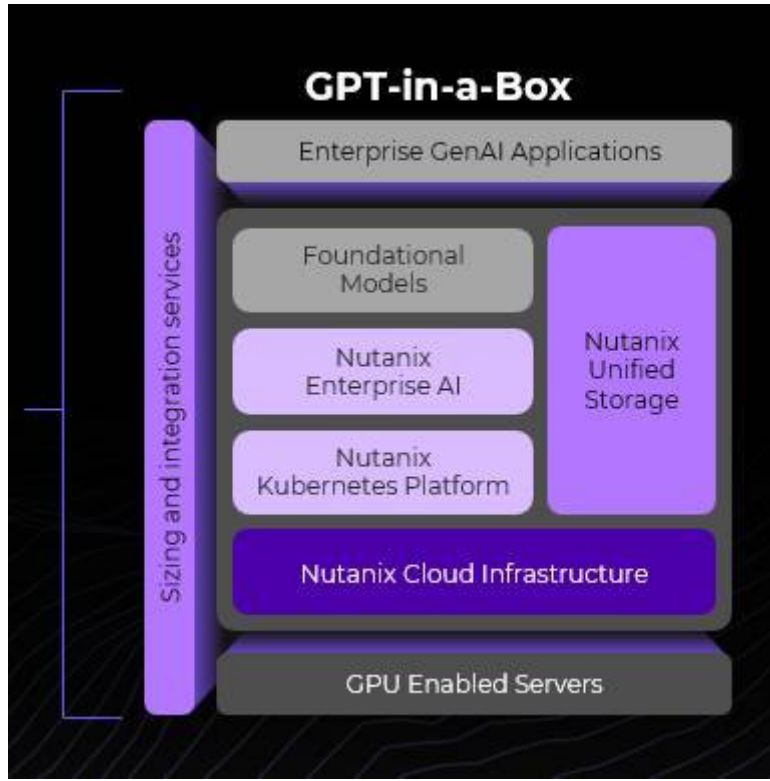 GPT-in-a-Box
Enterprise GenAI Applications
Sizing and integration services
Foundational
Models
Nutanix
Enterprise AI
Nutanix
Kubernetes Platform
Nutanix
Unified
Storage
Nutanix Cloud Infrastructure
GPU Enabled Servers